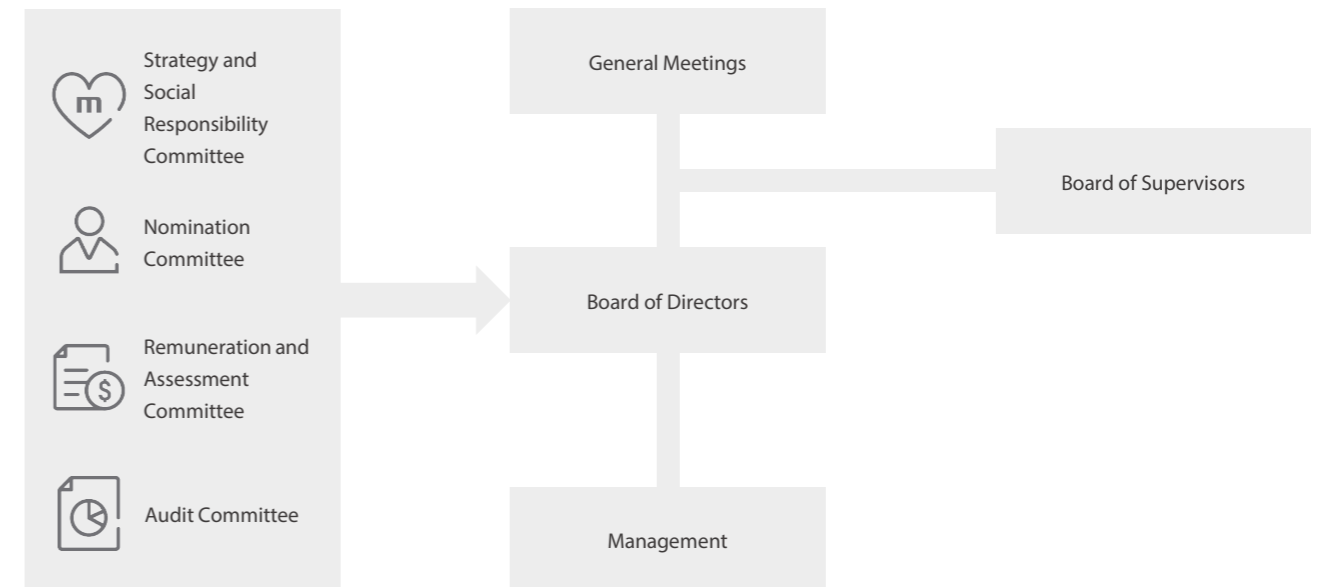 Strategy and
Social
Responsibility
Committee
m
Nomination
Committee
Remuneration and
Assessment
Committee
$
Audit Committee
General Meetings
Board of Supervisors
Board of Directors
Management